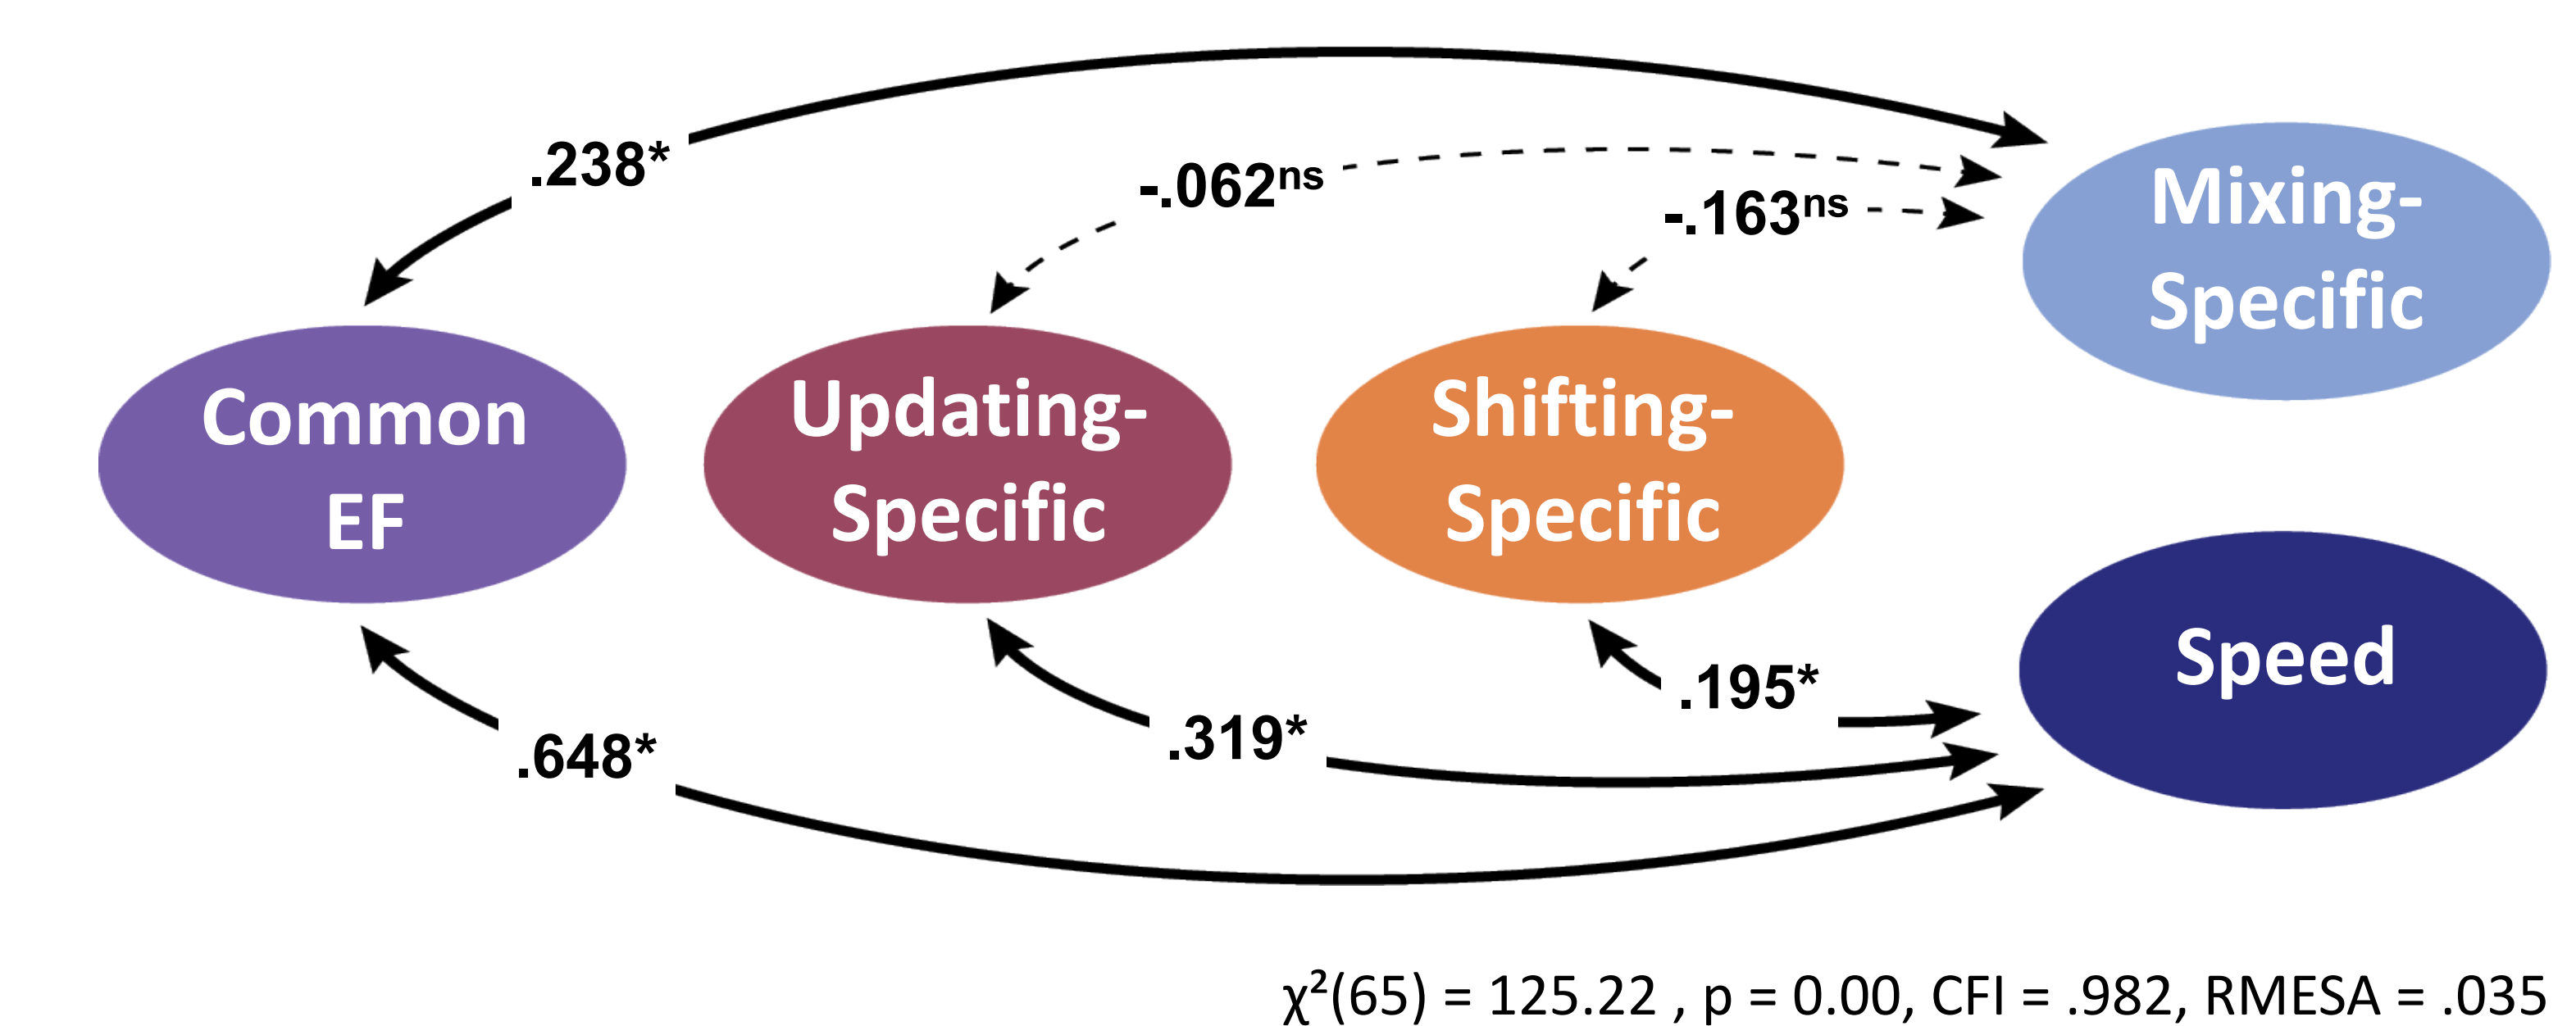 .238*
-.062ns
-.163ns
Mixing-
Specific
Common
EF
Updating-
Specific
Shifting-
Specific
Speed
.648*
.319*
.195*
χ²(65) = 125.22 , p = 0.00, CFI = .982, RMESA = .035